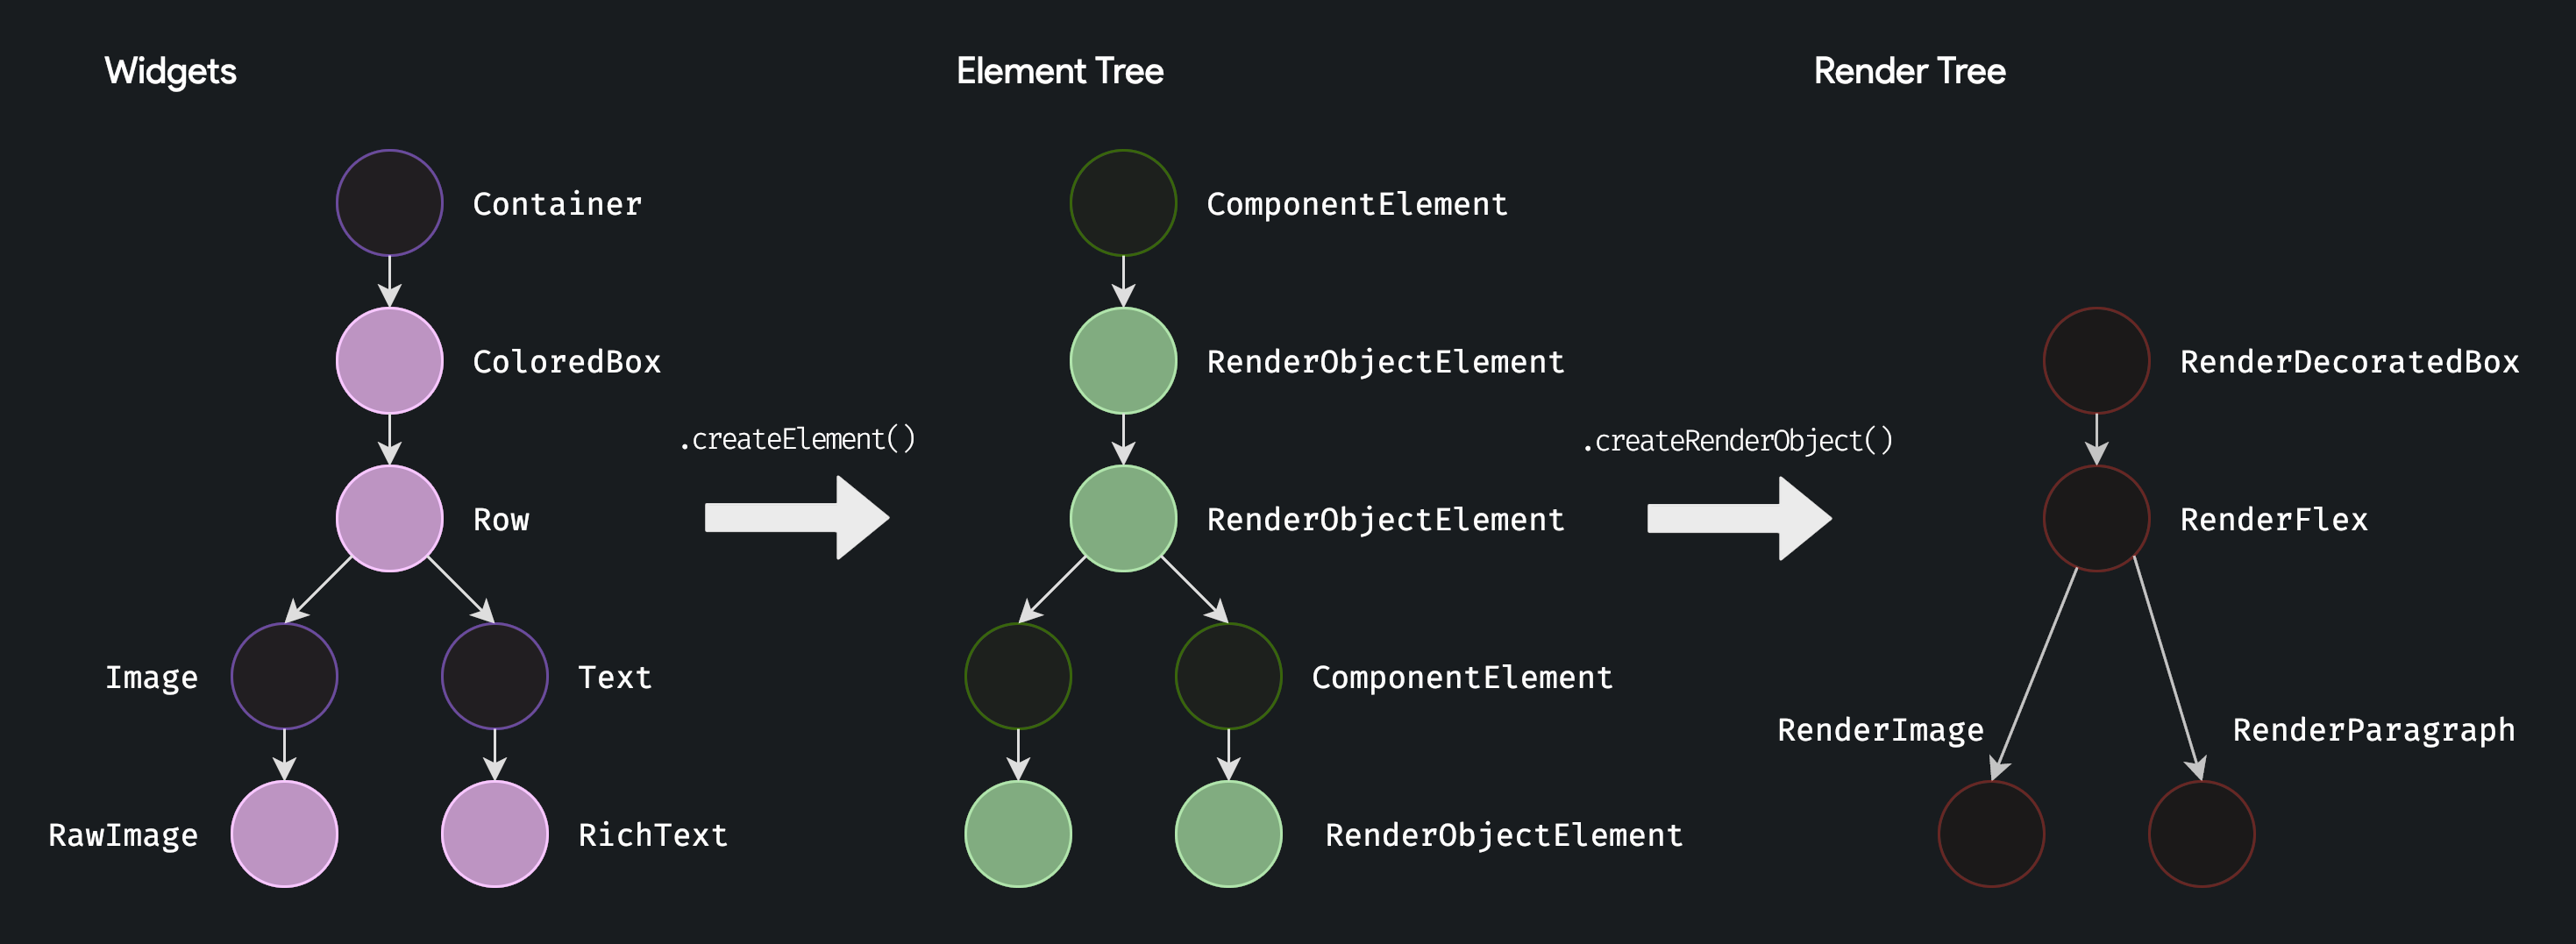 Widgets
Container
ColoredBox
Row
Image
Text
RawImage
RichText
.createElement()
Element Tree
ComponentElement
RenderObjectElement
RenderObjectElement
ComponentElement
RenderObjectElement
.createRenderObject()
Render Tree
RenderDecoratedBox
RenderFlex
RenderImage
RenderParagraph